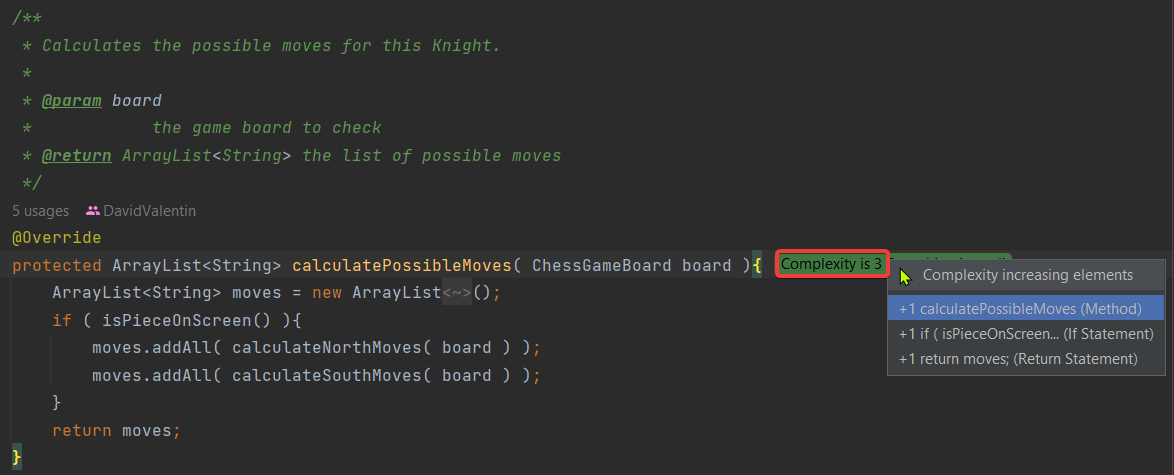 /**
* Calculates the possible moves for this Knight.
*
* @param board
* the game board to check
* @return ArrayList<String> the list of possible moves
*/
5 usages DavidValentin
@Override
protected ArrayList<String> calculatePossibleMoves( ChessGameBoard board ){ Complexity is 3
Complexity increasing elements
ArrayList<String> moves = new ArrayList<~>();
+1 calculatePossibleMoves (Method)
if ( isPieceOnScreen() ){
+1 if ( isPieceOnScreen... (If Statement)
moves.addAll( calculateNorthMoves( board ) );
+1 return moves; (Return Statement)
moves.addAll( calculateSouthMoves( board ) );
}
return moves;
}